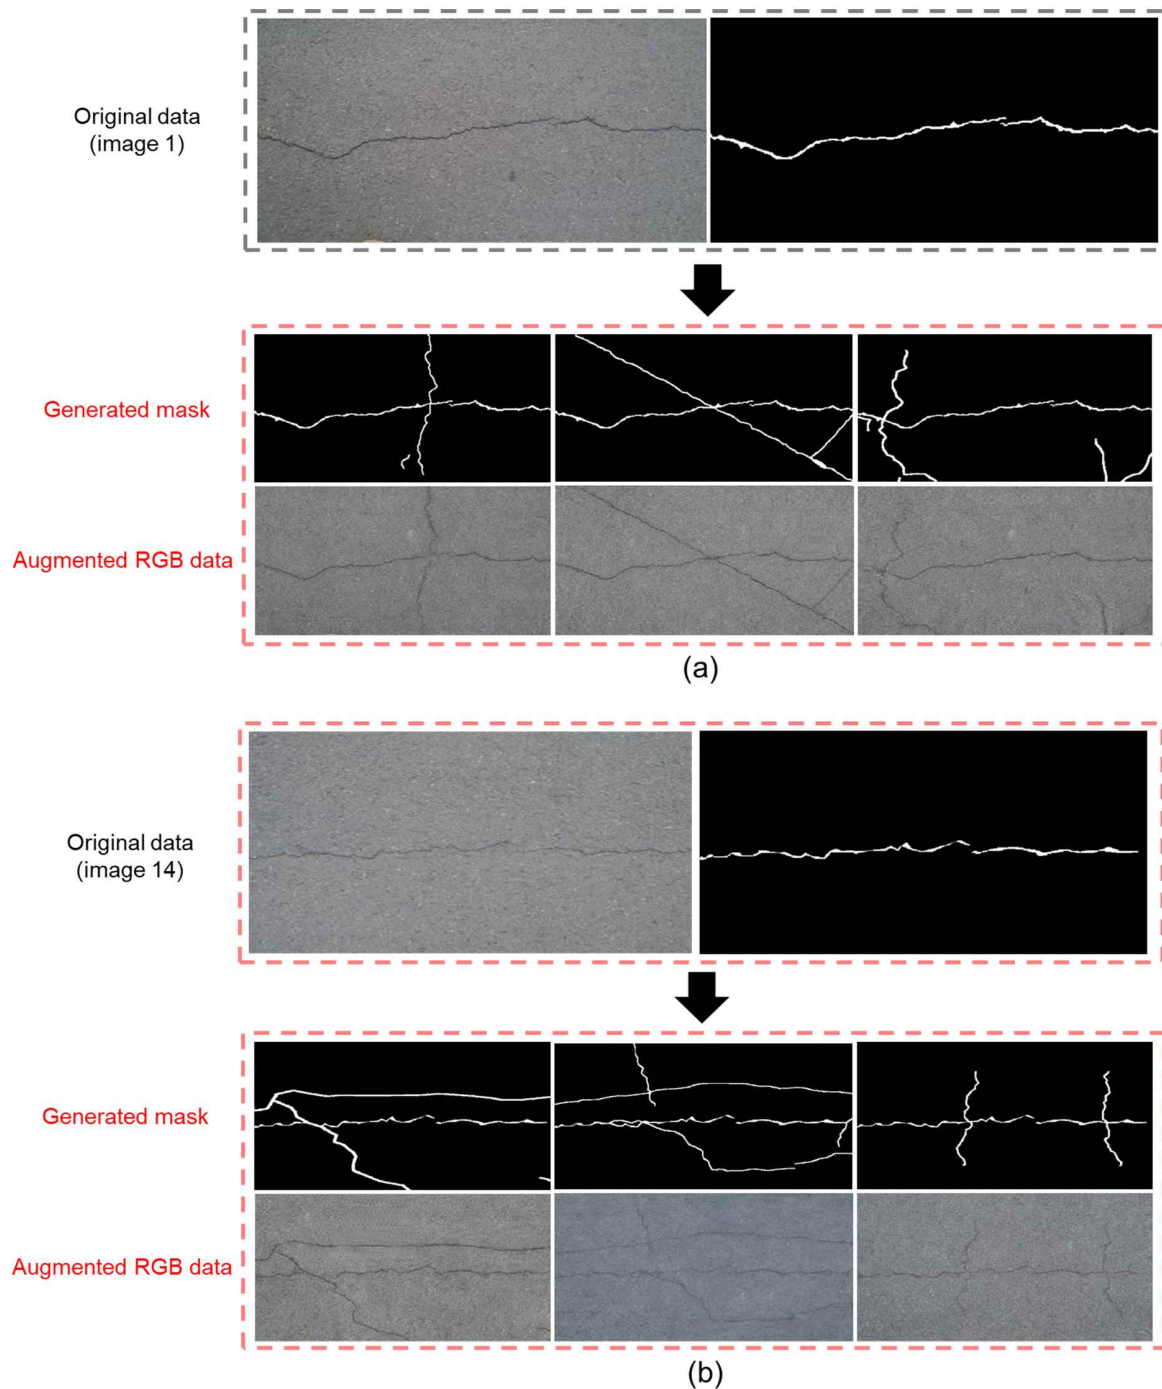 Original data
(image 1)
Generated mask
Augmented RGB data
(a)
Original data
(image 14)
Generated mask
Augmented RGB data
(b)